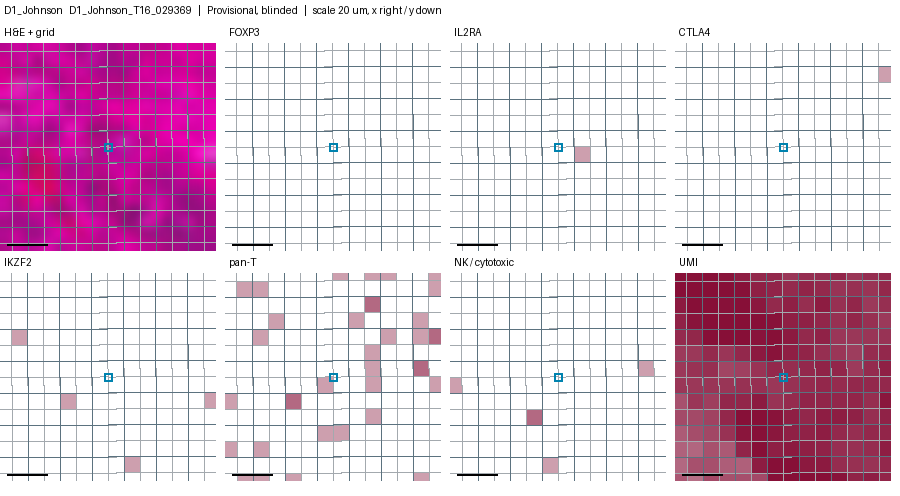 D1_Johnson D1_Johnson_T16_029369 | Provisional, blinded | scale 20 um, x right / y down
H&E + grid
FOXP3
IL2RA
CTLA4
IKZF2
pan-T
NK / cytotoxic
UMI